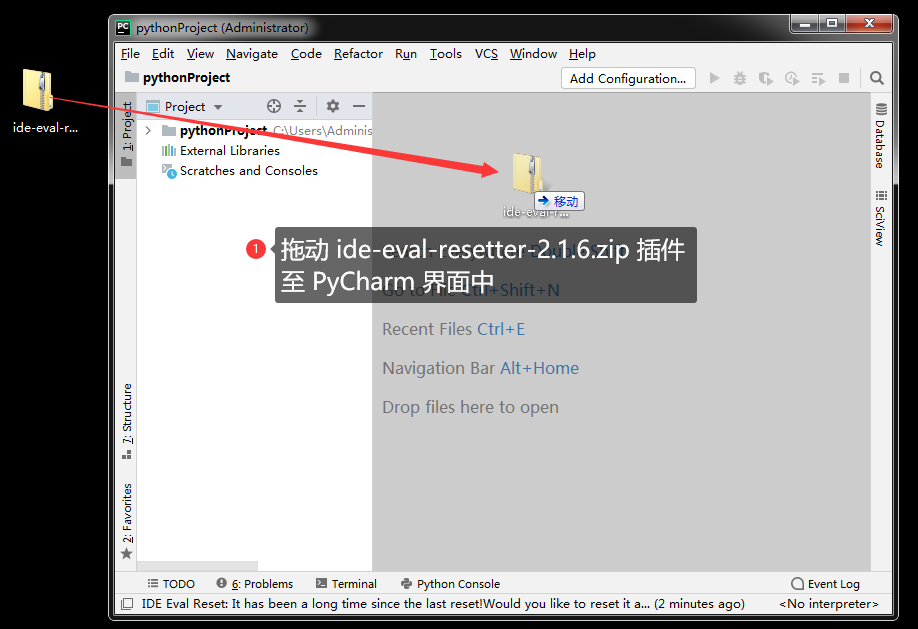 pythonProject (Administrator)
File Edit View Navigate Code Refactor Run Tools VCS Window Help
pythonProject
Add Configuration...
ide-eval-r...
1: Project
Project
pythonProject C:\Users\Adminis
External Libraries
Scratches and Consoles
Database
SciView
移动
ide-eval-r...
1
拖动 ide-eval-resetter-2.1.6.zip 插件
至 PyCharm 界面中
Go to File Ctrl+Shift+N
Recent Files Ctrl+E
Navigation Bar Alt+Home
Drop files here to open
7: Structure
2: Favorites
TODO 6: Problems Terminal Python Console Event Log
IDE Eval Reset: It has been a long time since the last reset!Would you like to reset it a... (2 minutes ago) <No interpreter>